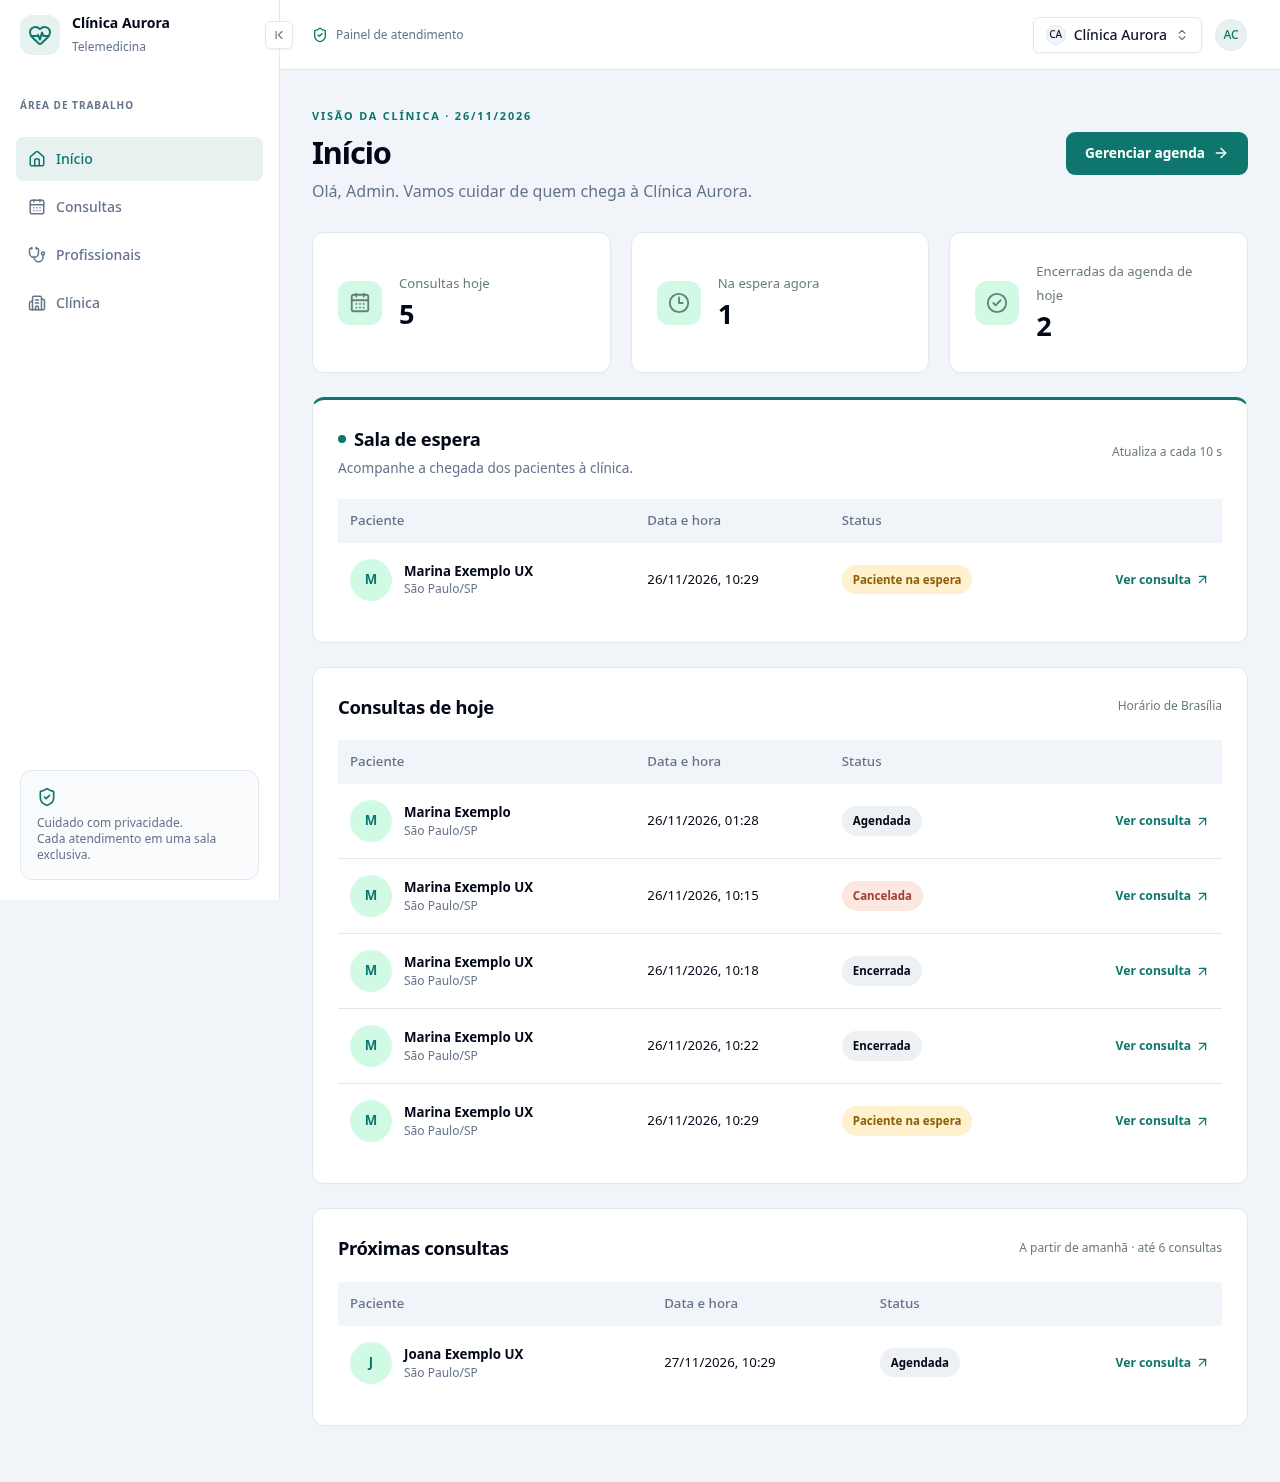 Clínica Aurora
Telemedicina
ÁREA DE TRABALHO
Início
Consultas
Profissionais
Clínica
Cuidado com privacidade.
Cada atendimento em uma sala
exclusiva.
Painel de atendimento
CA Clínica Aurora
AC
VISÃO DA CLÍNICA · 26/11/2026
Início
Olá, Admin. Vamos cuidar de quem chega à Clínica Aurora.
Gerenciar agenda
Consultas hoje
5
Na espera agora
1
Encerradas da agenda de
hoje
2
Sala de espera
Acompanhe a chegada dos pacientes à clínica.
Atualiza a cada 10 s
Paciente Data e hora Status
M Marina Exemplo UX 26/11/2026, 10:29 Paciente na espera Ver consulta
São Paulo/SP
Consultas de hoje
Horário de Brasília
Paciente Data e hora Status
M Marina Exemplo 26/11/2026, 01:28 Agendada Ver consulta
São Paulo/SP
M Marina Exemplo UX 26/11/2026, 10:15 Cancelada Ver consulta
São Paulo/SP
M Marina Exemplo UX 26/11/2026, 10:18 Encerrada Ver consulta
São Paulo/SP
M Marina Exemplo UX 26/11/2026, 10:22 Encerrada Ver consulta
São Paulo/SP
M Marina Exemplo UX 26/11/2026, 10:29 Paciente na espera Ver consulta
São Paulo/SP
Próximas consultas
A partir de amanhã · até 6 consultas
Paciente Data e hora Status
J Joana Exemplo UX 27/11/2026, 10:29 Agendada Ver consulta
São Paulo/SP